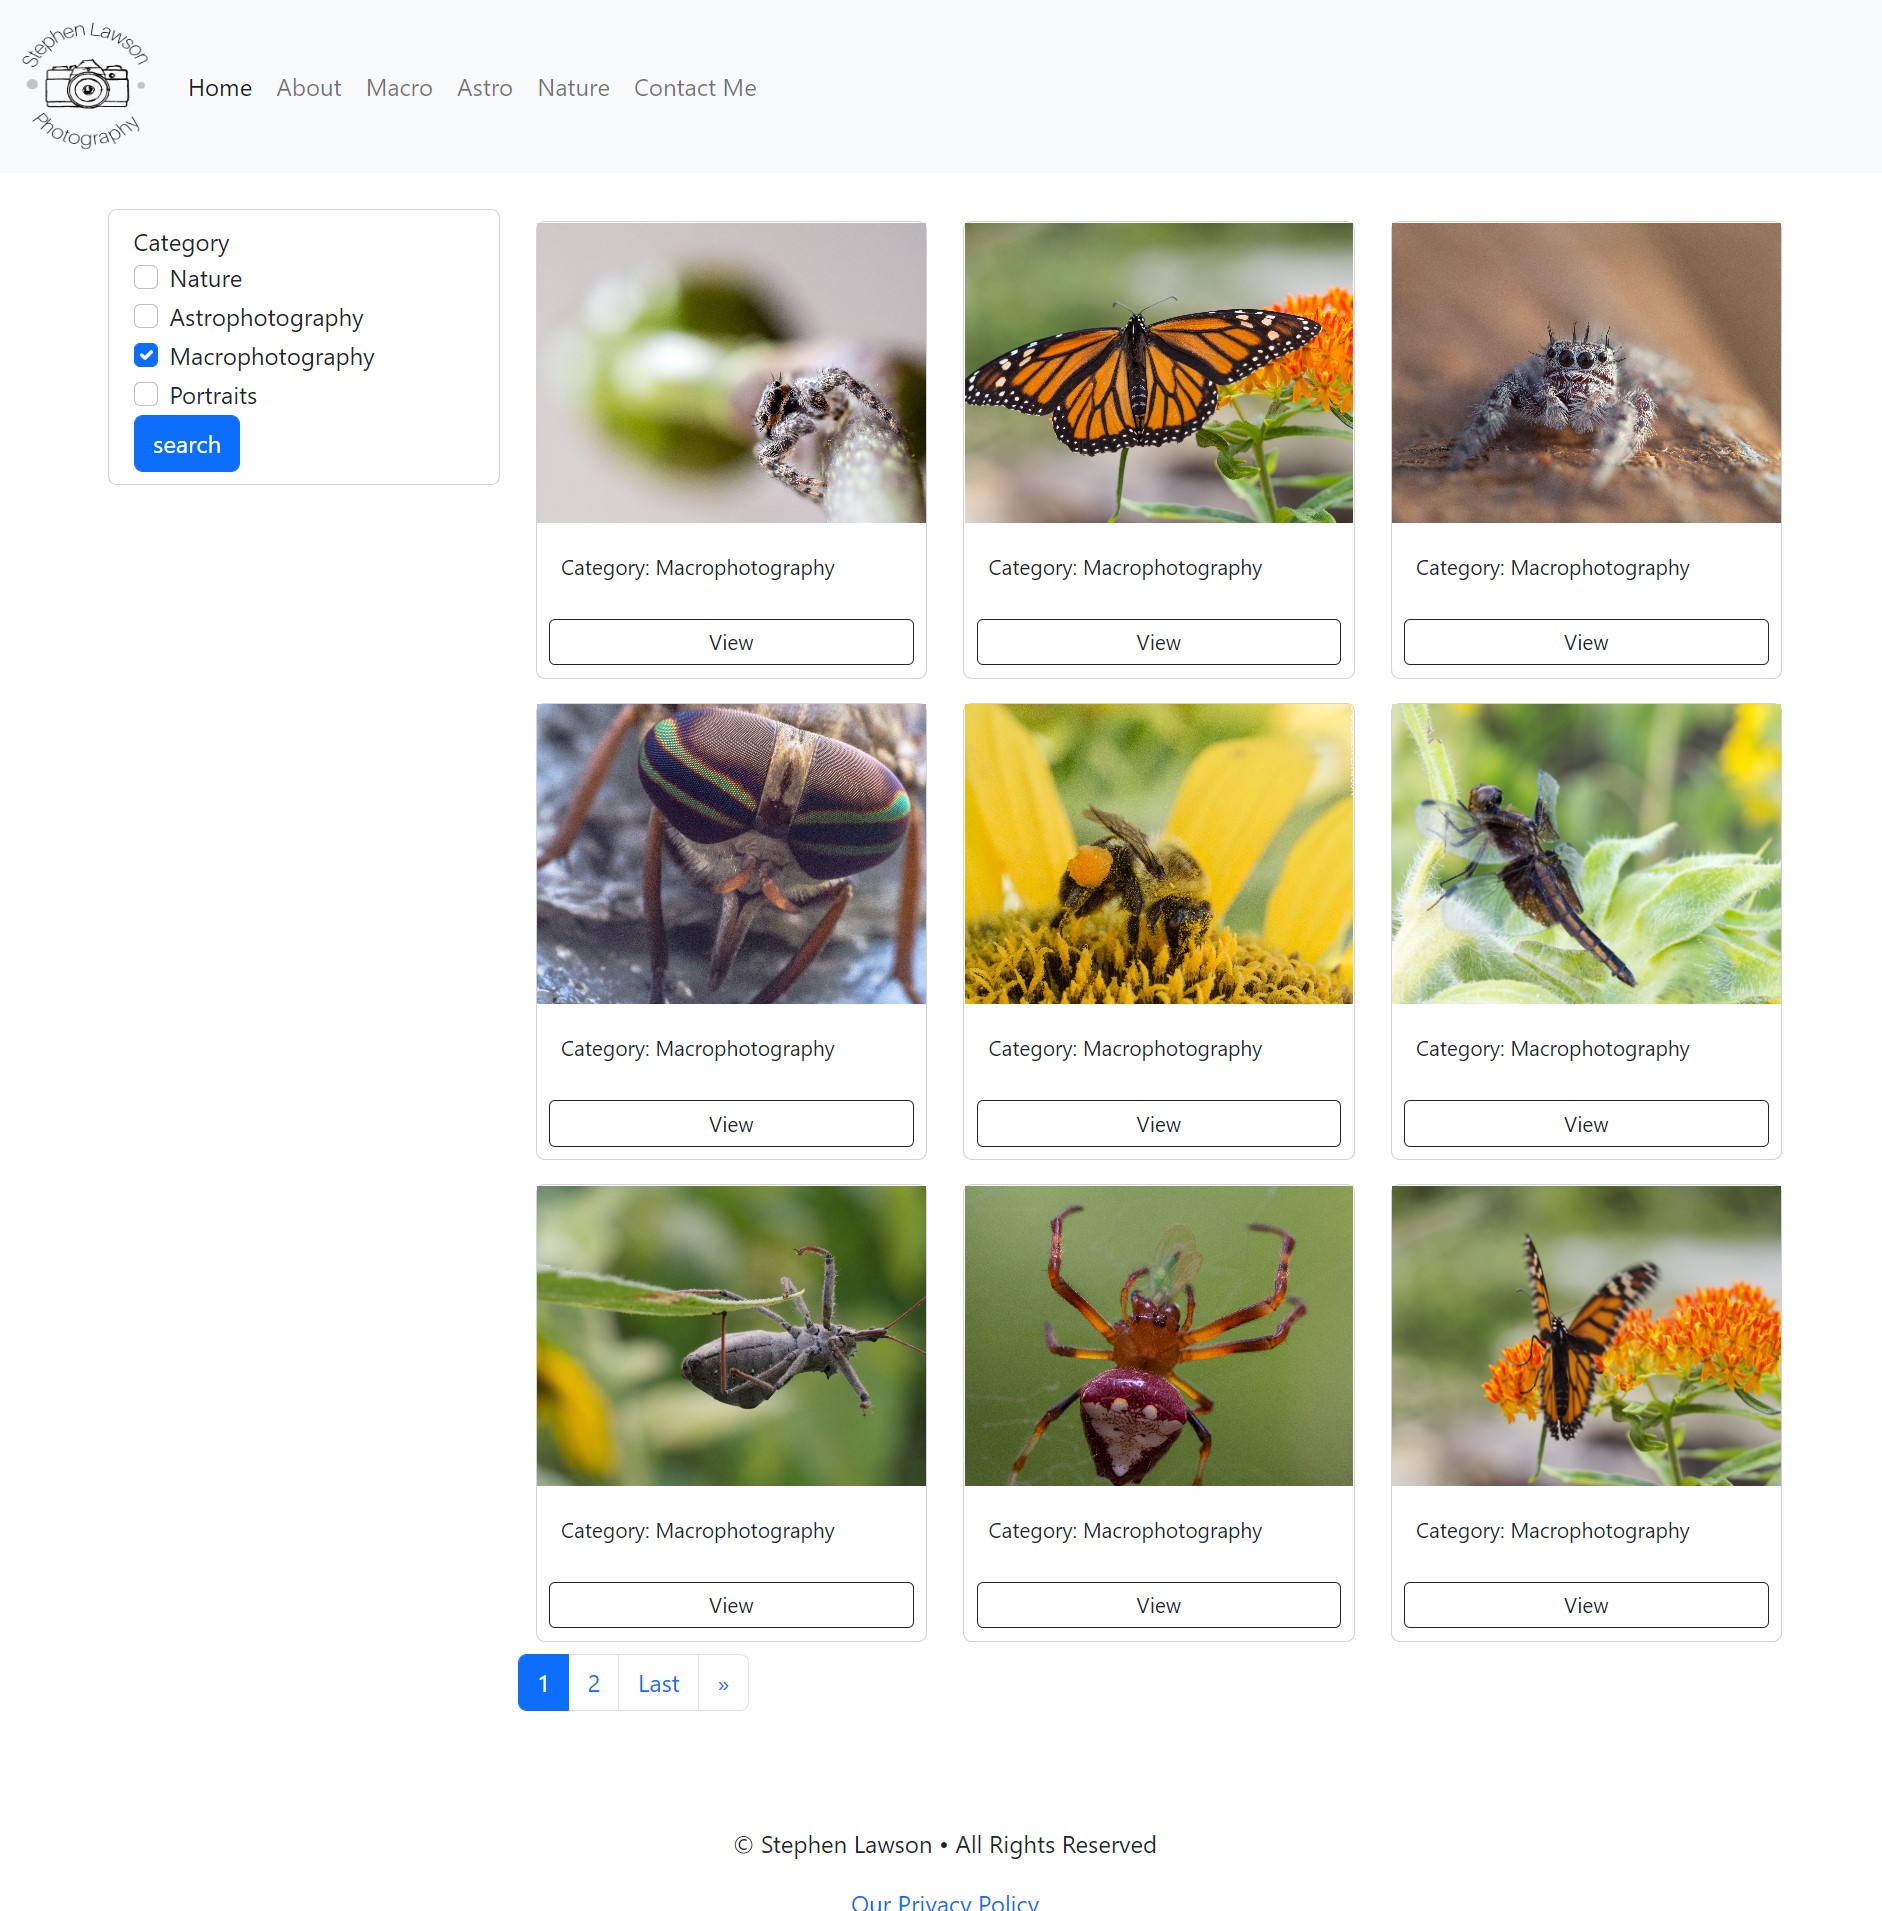 Stephen Lawson
Photography
Home About Macro Astro Nature Contact Me
Category
Nature
Astrophotography
Macrophotography
Portraits
search
Category: Macrophotography
View
Category: Macrophotography
View
Category: Macrophotography
View
Category: Macrophotography
View
Category: Macrophotography
View
Category: Macrophotography
View
Category: Macrophotography
View
Category: Macrophotography
View
Category: Macrophotography
View
1 2 Last »
© Stephen Lawson • All Rights Reserved
Our Privacy Policy